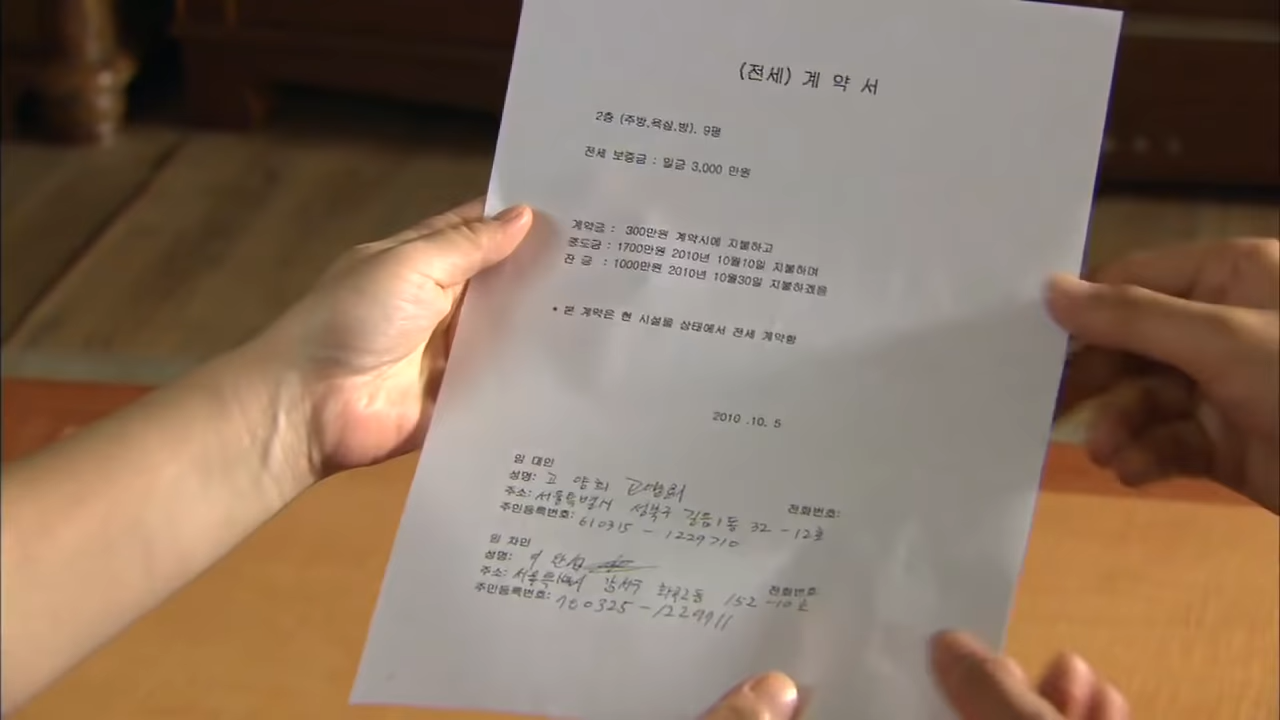 (전세) 계 약 서
2층 (주방,욕실,방). 9평
전세 보증금 : 일금 3,000 만원
계약금 : 300만원 계약시에 지불하고
중도금 : 1700만원 2010년 10월10일 지불하며
잔 금 : 1000만원 2010년 10월30일 지불하겠음
* 본 계약은 현 시설물 상태에서 전세 계약함
2010 .10. 5
임 대인
성명: 고 양희
주소: 서울특별시 성북구 길음1동 32 -12호 전화번호:
주민등록번호: 610315 - 1229710
임 차인
성명:
주소: 서울특별시 강서구 152 -10호 전화번호
주민등록번호: